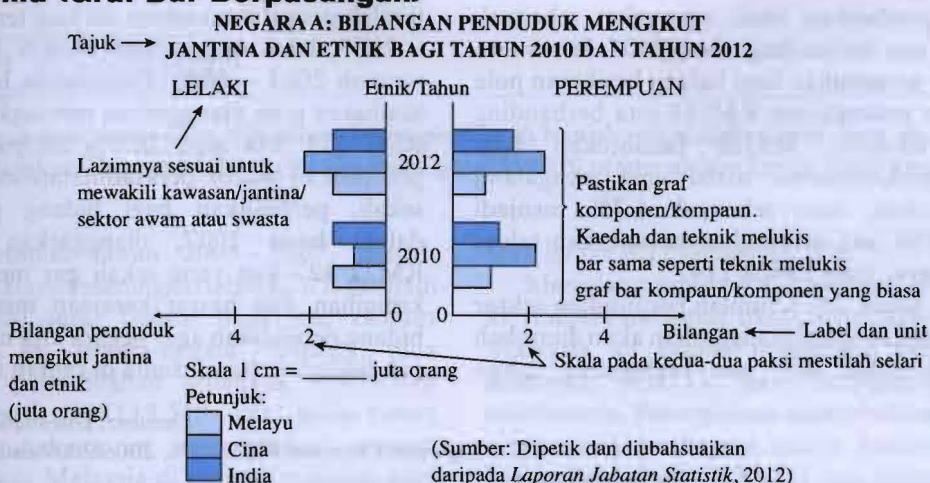 NEGARA A: BILANGAN PENDUDUK MENGIKUT
Tajuk JANTINA DAN ETNIK BAGI TAHUN 2010 DAN TAHUN 2012
LELAKI Etnik/Tahun PEREMPUAN
Lazimnya sesuai untuk
mewakili kawasan/jantina/
sektor awam atau swasta
2012
2010
Pastikan graf
komponen/kompaun.
Kaedah dan teknik melukis
bar sama seperti teknik melukis
graf bar kompaun/komponen yang biasa
0 0
Bilangan penduduk
mengikut jantina
dan etnik
(juta orang)
4 2 2 Bilangan Label dan unit
Skala pada kedua-dua paksi mestilah selari
Skala 1 cm = ______ juta orang
Petunjuk:
Melayu
Cina
India
(Sumber: Dipetik dan diubahsuaikan
daripada Laporan Jabatan Statistik, 2012)